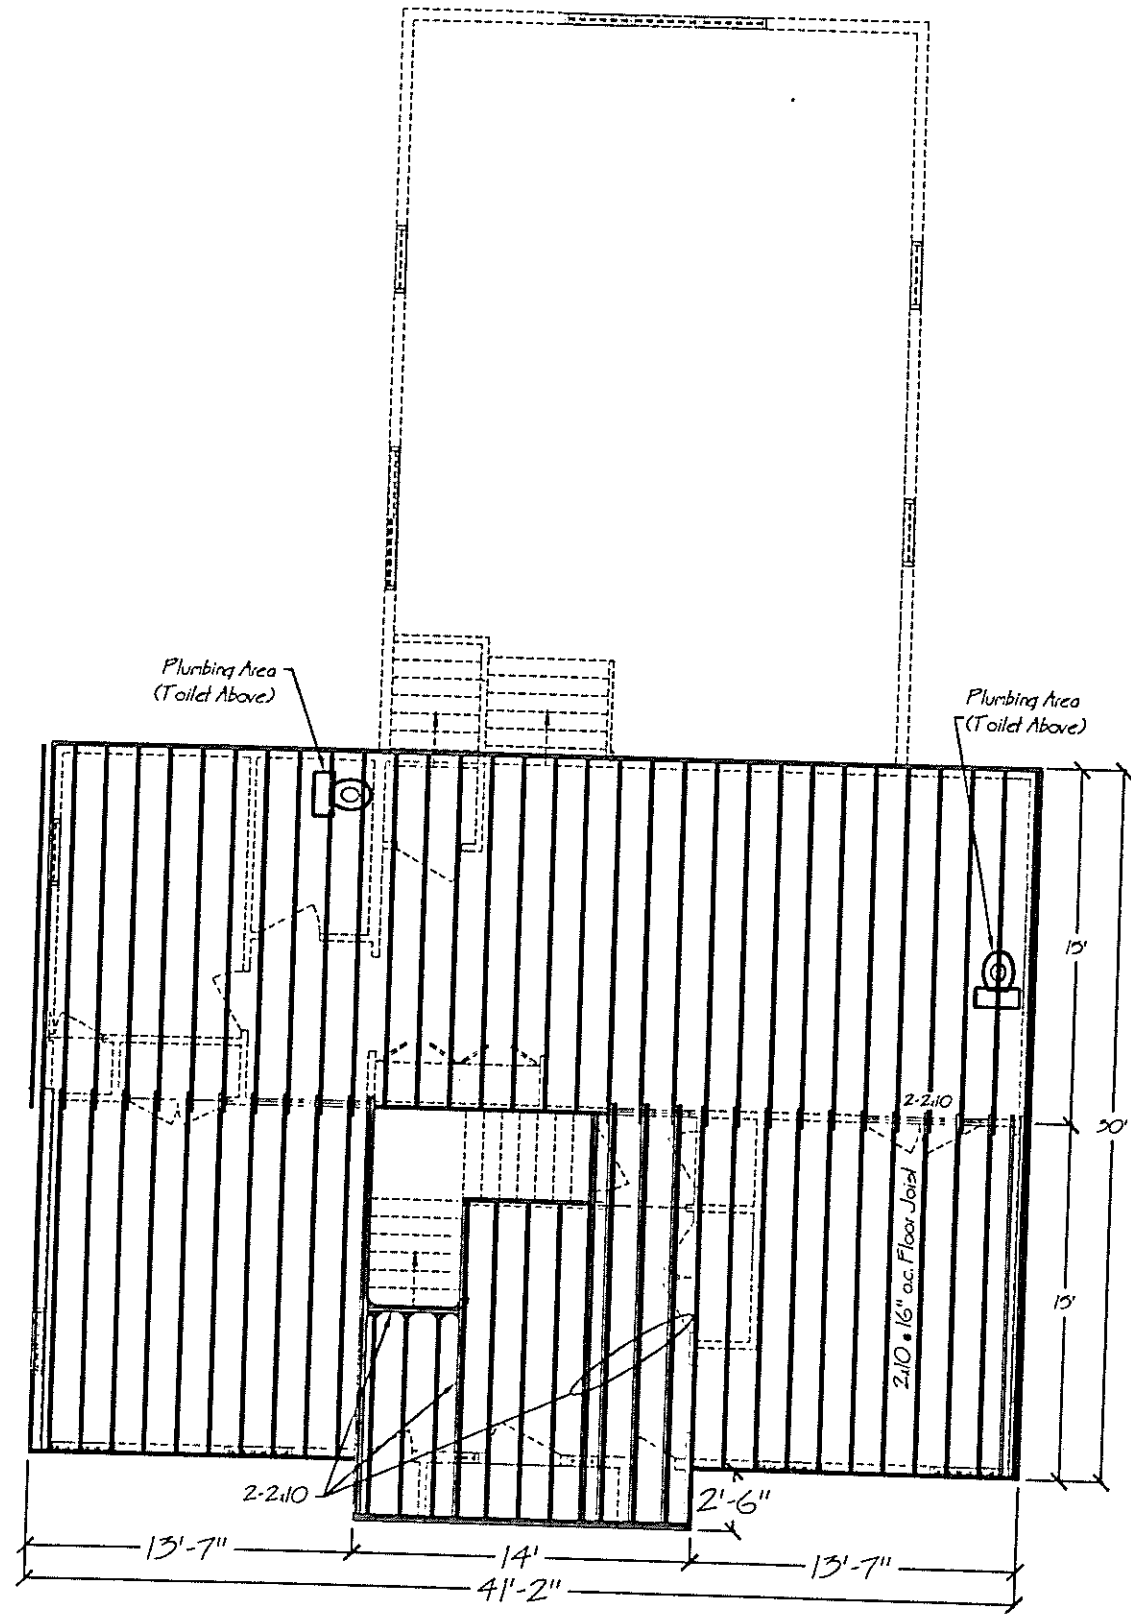 Plumbing Area
(Toilet Above)
Plumbing Area
(Toilet Above)
15'
2-2x10
30'
2x10 • 16" o.c. Floor Joist
15'
2-2x10
2'-6"
13'-7"
14'
13'-7"
41'-2"